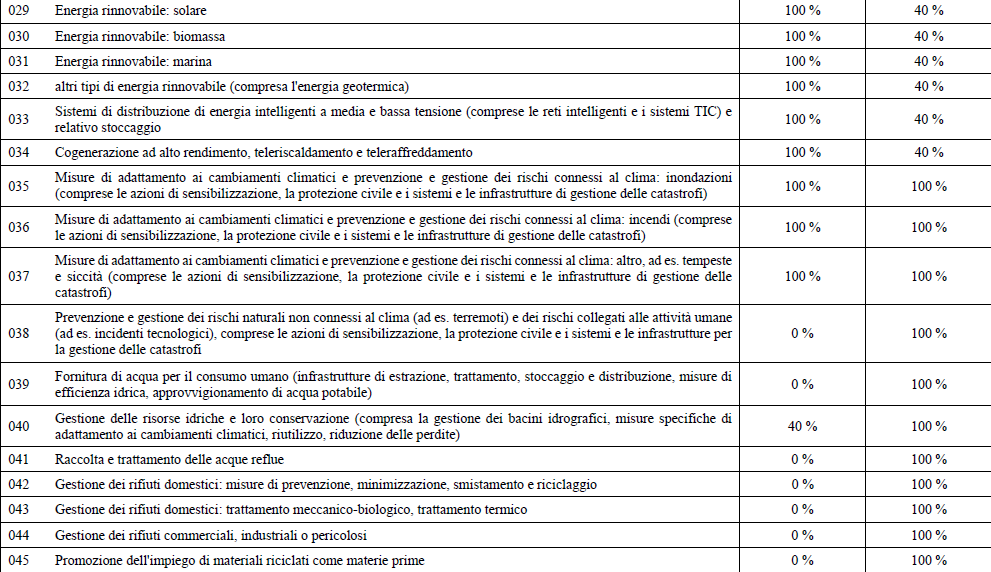 029 Energia rinnovabile: solare 100 % 40 %
030 Energia rinnovabile: biomassa 100 % 40 %
031 Energia rinnovabile: marina 100 % 40 %
032 altri tipi di energia rinnovabile (compresa l'energia geotermica) 100 % 40 %
033 Sistemi di distribuzione di energia intelligenti a media e bassa tensione (comprese le reti intelligenti e i sistemi TIC) e
relativo stoccaggio 100 % 40 %
034 Cogenerazione ad alto rendimento, teleriscaldamento e teleraffreddamento 100 % 40 %
035 Misure di adattamento ai cambiamenti climatici e prevenzione e gestione dei rischi connessi al clima: inondazioni
(comprese le azioni di sensibilizzazione, la protezione civile e i sistemi e le infrastrutture di gestione delle catastrofi) 100 % 100 %
036 Misure di adattamento ai cambiamenti climatici e prevenzione e gestione dei rischi connessi al clima: incendi (comprese
le azioni di sensibilizzazione, la protezione civile e i sistemi e le infrastrutture di gestione delle catastrofi) 100 % 100 %
037 Misure di adattamento ai cambiamenti climatici e prevenzione e gestione dei rischi connessi al clima: altro, ad es. tempeste
e siccità (comprese le azioni di sensibilizzazione, la protezione civile e i sistemi e le infrastrutture di gestione delle
catastrofi) 100 % 100 %
038 Prevenzione e gestione dei rischi naturali non connessi al clima (ad es. terremoti) e dei rischi collegati alle attività umane
(ad es. incidenti tecnologici), comprese le azioni di sensibilizzazione, la protezione civile e i sistemi e le infrastrutture per
la gestione delle catastrofi 0 % 100 %
039 Fornitura di acqua per il consumo umano (infrastrutture di estrazione, trattamento, stoccaggio e distribuzione, misure di
efficienza idrica, approvvigionamento di acqua potabile) 0 % 100 %
040 Gestione delle risorse idriche e loro conservazione (compresa la gestione dei bacini idrografici, misure specifiche di
adattamento ai cambiamenti climatici, riutilizzo, riduzione delle perdite) 40 % 100 %
041 Raccolta e trattamento delle acque reflue 0 % 100 %
042 Gestione dei rifiuti domestici: misure di prevenzione, minimizzazione, smistamento e riciclaggio 0 % 100 %
043 Gestione dei rifiuti domestici: trattamento meccanico-biologico, trattamento termico 0 % 100 %
044 Gestione dei rifiuti commerciali, industriali o pericolosi 0 % 100 %
045 Promozione dell'impiego di materiali riciclati come materie prime 0 % 100 %